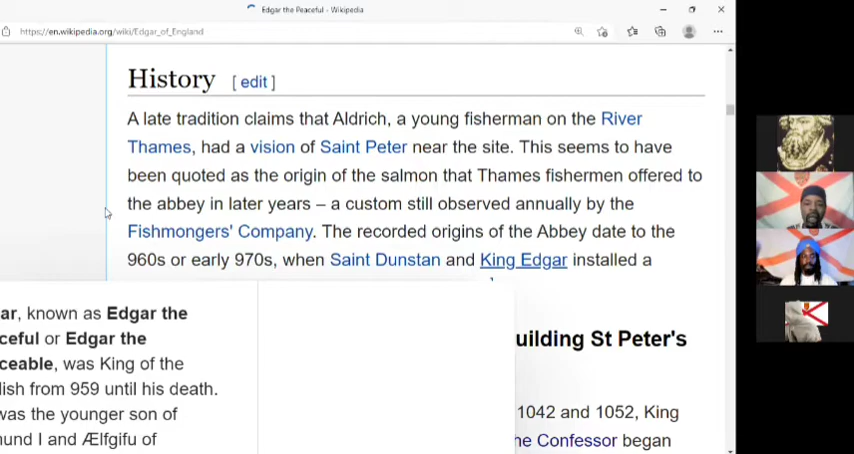 Edgar the Peaceful - Wikipedia
https://en.wikipedia.org/wiki/Edgar_of_England
History [ edit ]
A late tradition claims that Aldrich, a young fisherman on the River
Thames, had a vision of Saint Peter near the site. This seems to have
been quoted as the origin of the salmon that Thames fishermen offered to
the abbey in later years – a custom still observed annually by the
Fishmongers' Company. The recorded origins of the Abbey date to the
960s or early 970s, when Saint Dunstan and King Edgar installed a
ar, known as Edgar the
ceful or Edgar the
ceable, was King of the
lish from 959 until his death.
was the younger son of
nund I and Ælfgifu of
uilding St Peter's
1042 and 1052, King
he Confessor began